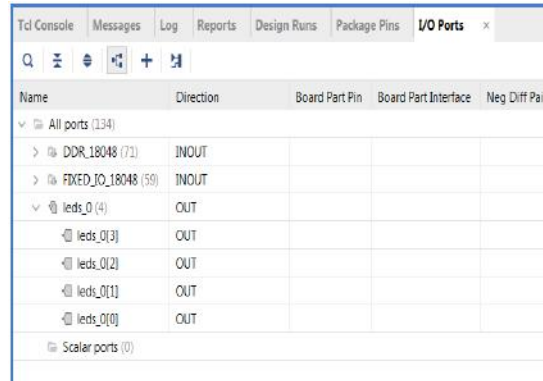 Tcl Console Messages Log Reports Design Runs Package Pins I/O Ports ×
Name Direction Board Part Pin Board Part Interface Neg Diff Pai
All ports (134)
DDR_18048 (71) INOUT
FIXED_IO_18048 (59) INOUT
leds_0 (4) OUT
leds_0[3] OUT
leds_0[2] OUT
leds_0[1] OUT
leds_0[0] OUT
Scalar ports (0)